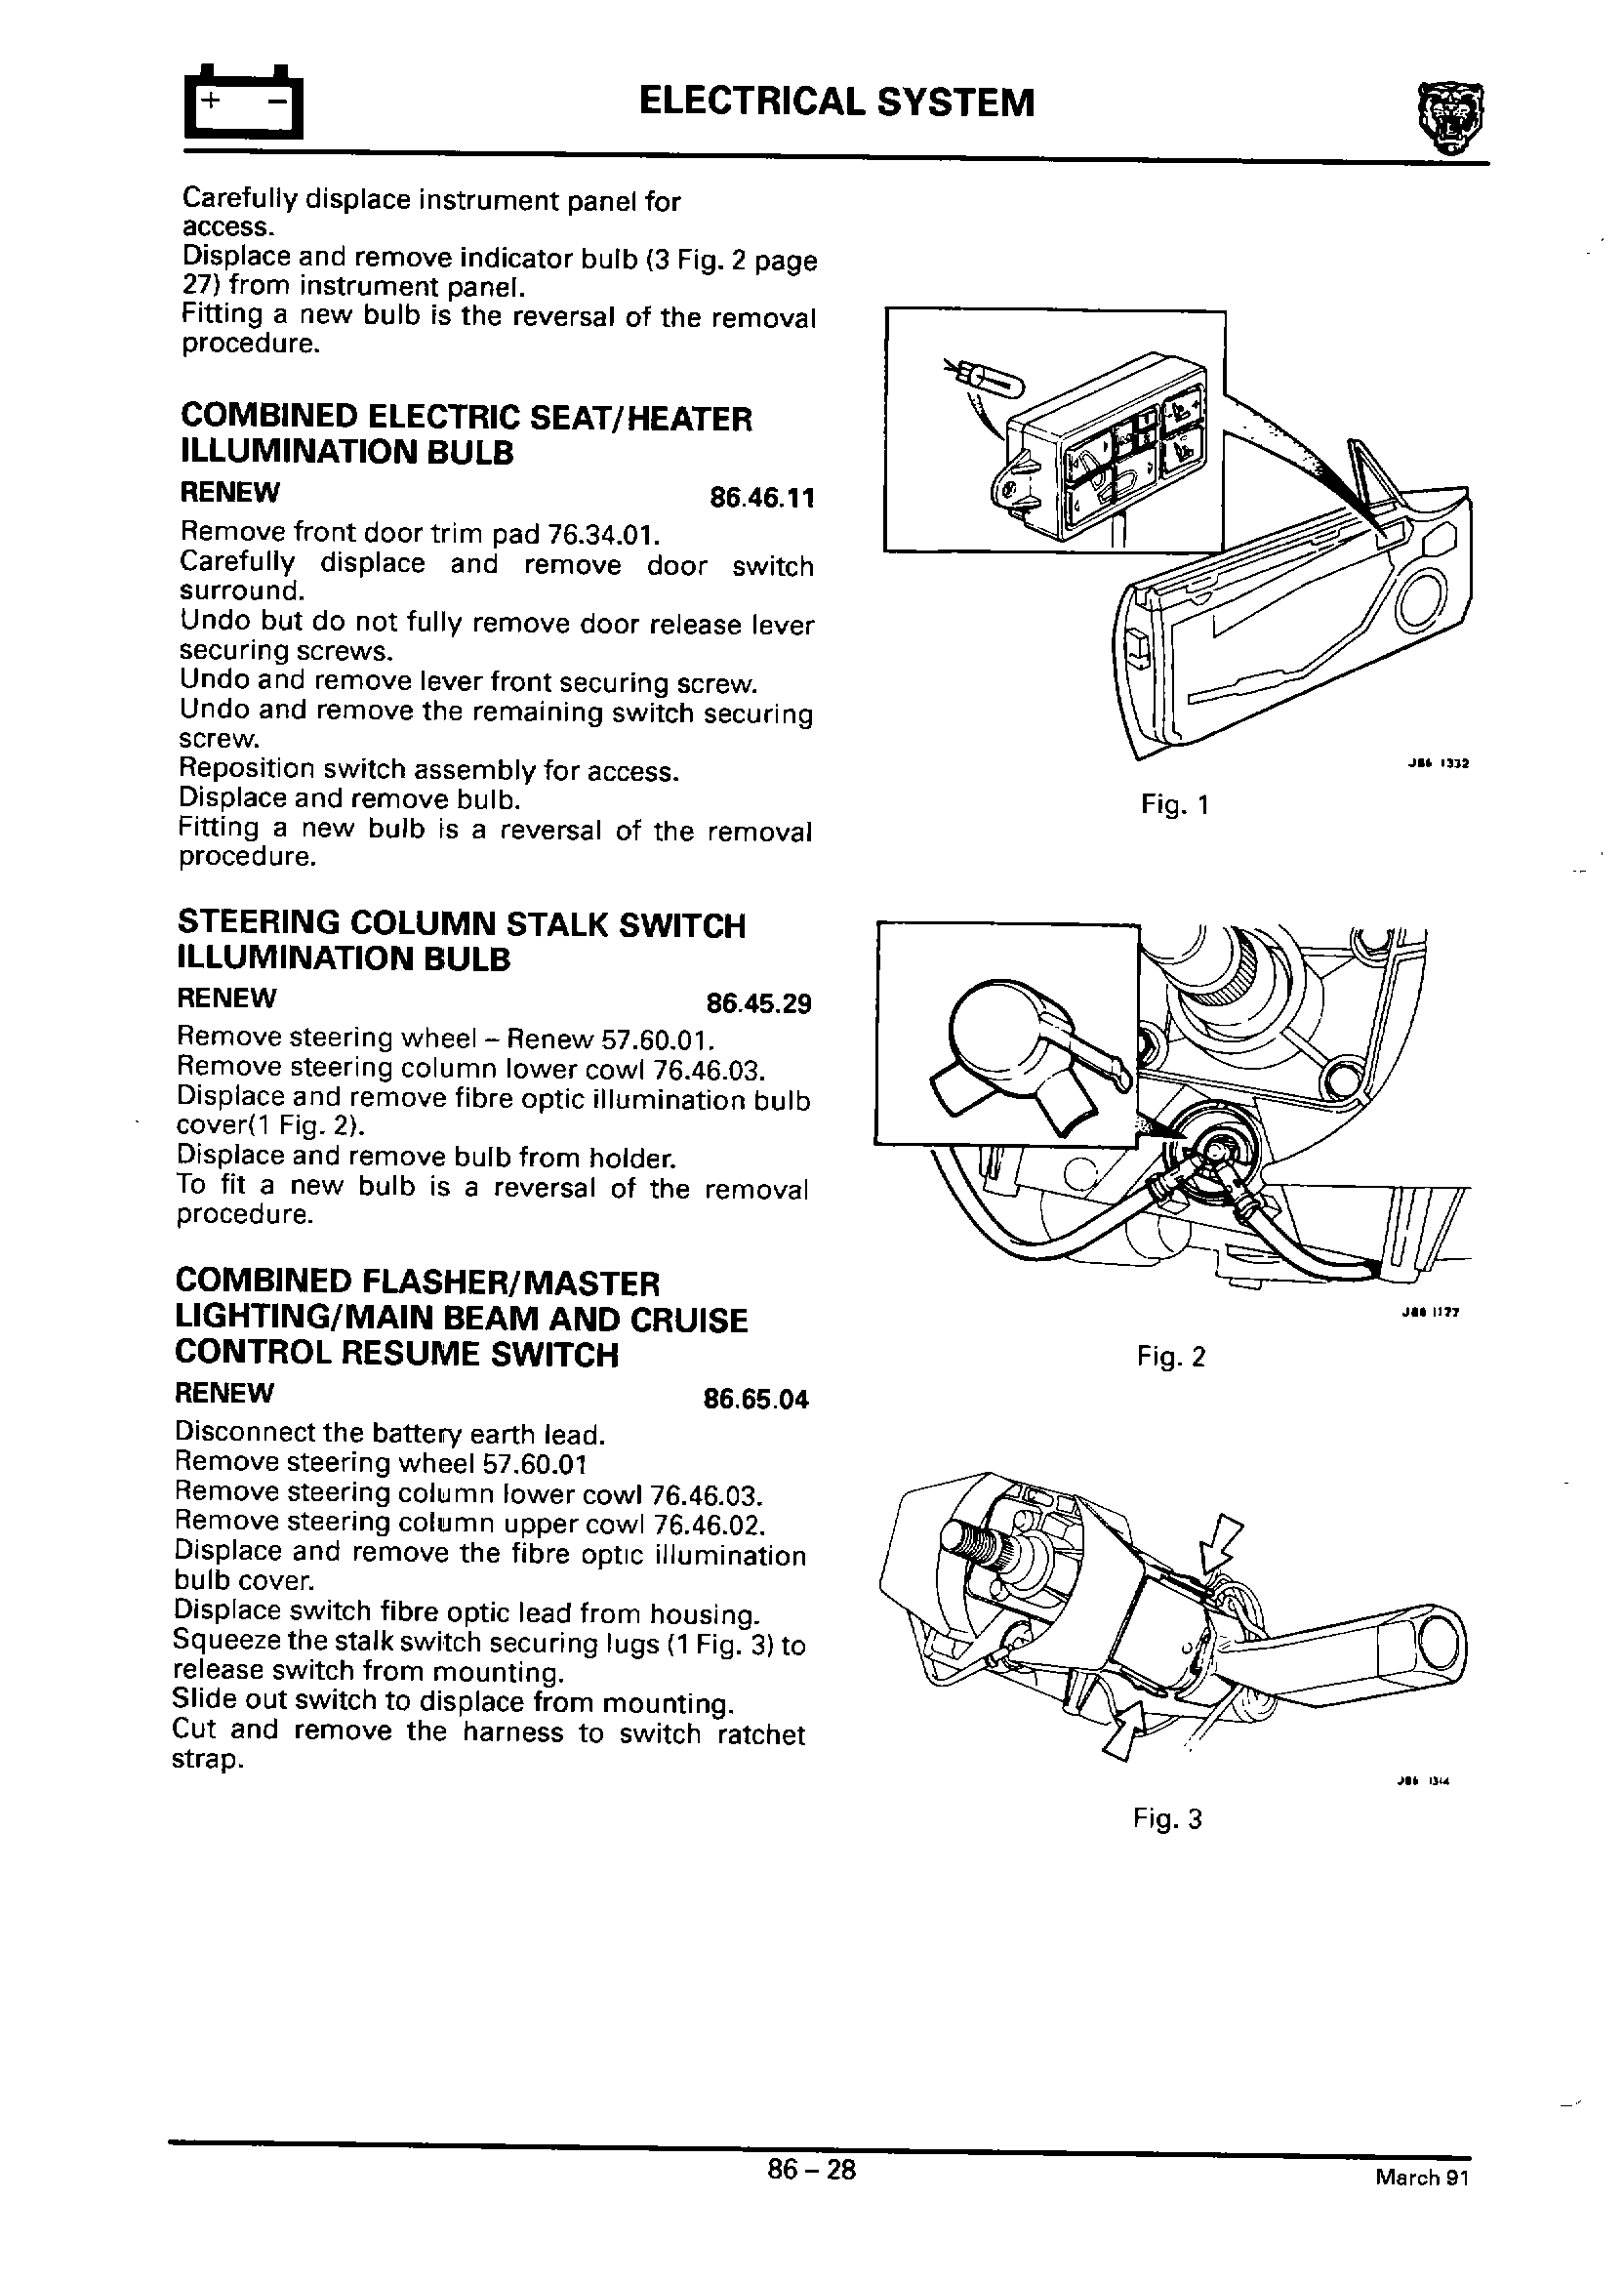 + −
ELECTRICAL SYSTEM
Carefully displace instrument panel for
access.
Displace and remove indicator bulb (3 Fig. 2 page
27) from instrument panel.
Fitting a new bulb is the reversal of the removal
procedure.
COMBINED ELECTRIC SEAT/HEATER
ILLUMINATION BULB
RENEW 86.46.11
Remove front door trim pad 76.34.01.
Carefully displace and remove door switch
surround.
Undo but do not fully remove door release lever
securing screws.
Undo and remove lever front securing screw.
Undo and remove the remaining switch securing
screw.
Reposition switch assembly for access.
Displace and remove bulb.
Fitting a new bulb is a reversal of the removal
procedure.
J86 1332
Fig. 1
STEERING COLUMN STALK SWITCH
ILLUMINATION BULB
RENEW 86.45.29
Remove steering wheel – Renew 57.60.01.
Remove steering column lower cowl 76.46.03.
Displace and remove fibre optic illumination bulb
cover(1 Fig. 2).
Displace and remove bulb from holder.
To fit a new bulb is a reversal of the removal
procedure.
J86 1177
Fig. 2
COMBINED FLASHER/MASTER
LIGHTING/MAIN BEAM AND CRUISE
CONTROL RESUME SWITCH
RENEW 86.65.04
Disconnect the battery earth lead.
Remove steering wheel 57.60.01
Remove steering column lower cowl 76.46.03.
Remove steering column upper cowl 76.46.02.
Displace and remove the fibre optic illumination
bulb cover.
Displace switch fibre optic lead from housing.
Squeeze the stalk switch securing lugs (1 Fig. 3) to
release switch from mounting.
Slide out switch to displace from mounting.
Cut and remove the harness to switch ratchet
strap.
J86 1314
Fig. 3
86 – 28
March 91